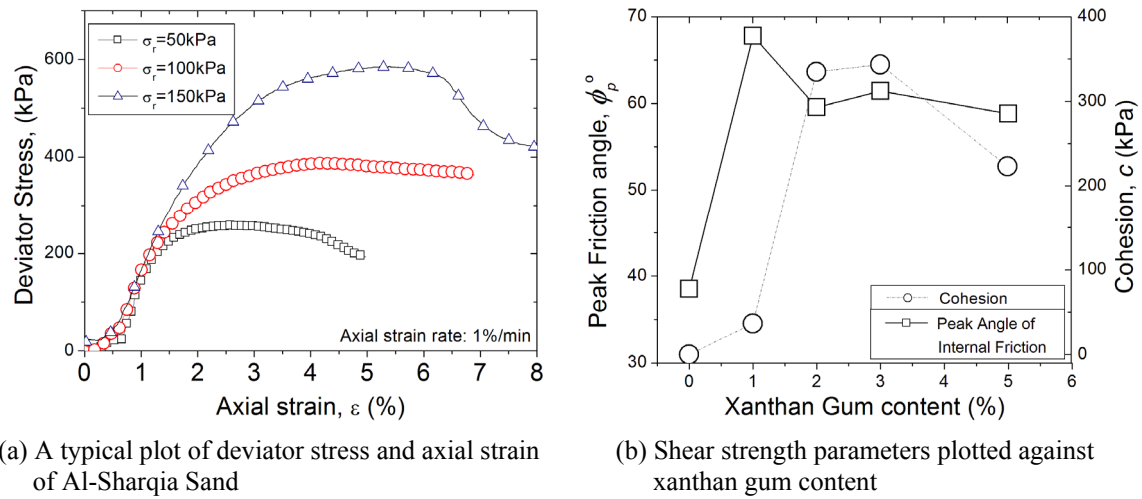 Deviator Stress, (kPa)
600
400
200
0
σr=50kPa
σr=100kPa
σr=150kPa
Axial strain rate: 1%/min
0 1 2 3 4 5 6 7 8
Axial strain, ε (%)
(a) A typical plot of deviator stress and axial strain
of Al-Sharqia Sand
Peak Friction angle, ϕp°
70
60
50
40
30
Cohesion
Peak Angle of
Internal Friction
400
300
200
100
0
Cohesion, c (kPa)
0 1 2 3 4 5 6
Xanthan Gum content (%)
(b) Shear strength parameters plotted against
xanthan gum content